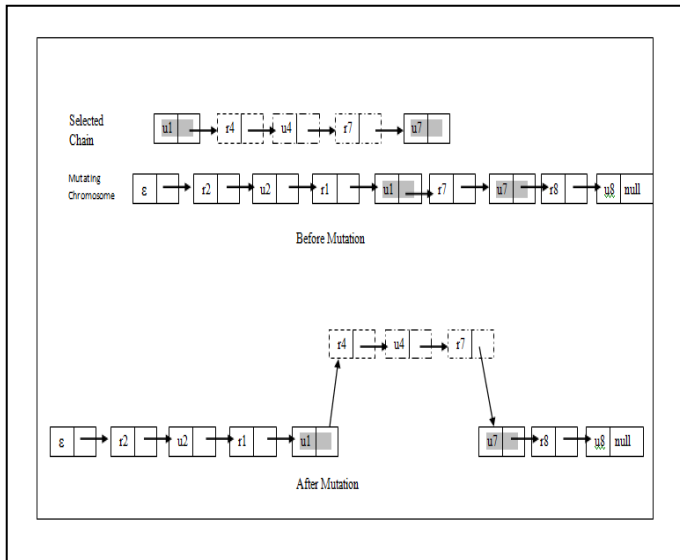 Selected Chain
u1 r4 u4 r7 u7
Mutating Chromosome
ε r2 u2 r1 u1 r7 u7 r8 u8 null
Before Mutation
r4 u4 r7
ε r2 u2 r1 u1 u7 r8 u8 null
After Mutation